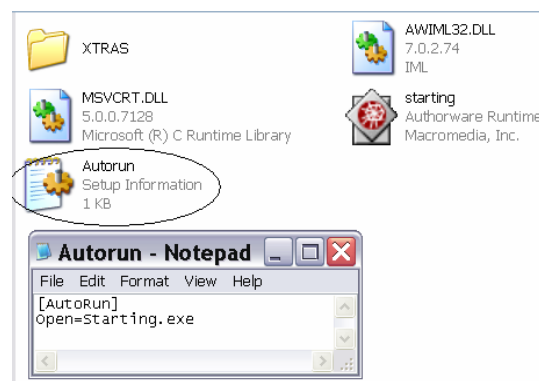 XTRAS
AWIML32.DLL
7.0.2.74
IML
MSVCRT.DLL
5.0.0.7128
Microsoft (R) C Runtime Library
starting
Authorware Runtime
Macromedia, Inc.
Autorun
Setup Information
1 KB
Autorun - Notepad
File Edit Format View Help
[AutoRun]
Open=Starting.exe